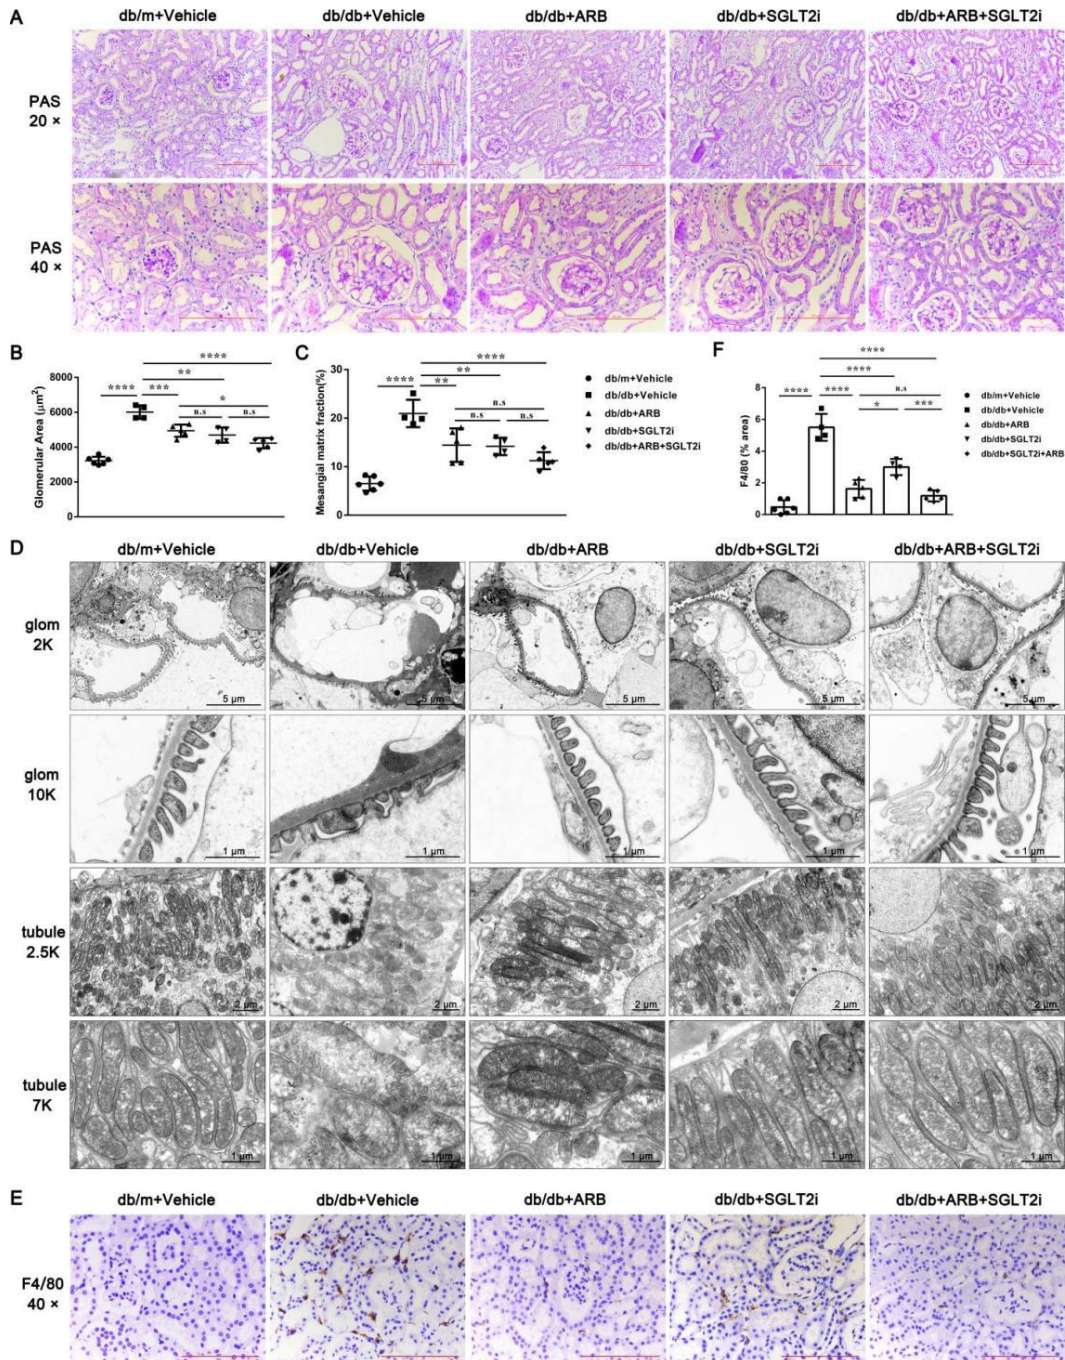 A
db/m+Vehicle
db/db+Vehicle
db/db+ARB
db/db+SGLT2i
db/db+ARB+SGLT2i
PAS
20 ×
PAS
40 ×
B
Glomerular Area (μm²)
8000
6000
4000
2000
0
****
***
**
****
n.s
n.s
*
C
Mesangial matrix fraction(%)
30
20
10
0
****
**
**
****
n.s
n.s
n.s
db/m+Vehicle
db/db+Vehicle
db/db+ARB
db/db+SGLT2i
db/db+ARB+SGLT2i
F
F4/80 (% area)
8
6
4
2
0
****
****
****
****
*
***
n.s
db/m+Vehicle
db/db+Vehicle
db/db+ARB
db/db+SGLT2i
db/db+SGLT2i+ARB
D
db/m+Vehicle
db/db+Vehicle
db/db+ARB
db/db+SGLT2i
db/db+ARB+SGLT2i
glom
2K
5 μm
5 μm
5 μm
5 μm
5 μm
glom
10K
1 μm
1 μm
1 μm
1 μm
1 μm
tubule
2.5K
2 μm
2 μm
2 μm
2 μm
2 μm
tubule
7K
1 μm
1 μm
1 μm
1 μm
1 μm
E
db/m+Vehicle
db/db+Vehicle
db/db+ARB
db/db+SGLT2i
db/db+ARB+SGLT2i
F4/80
40 ×